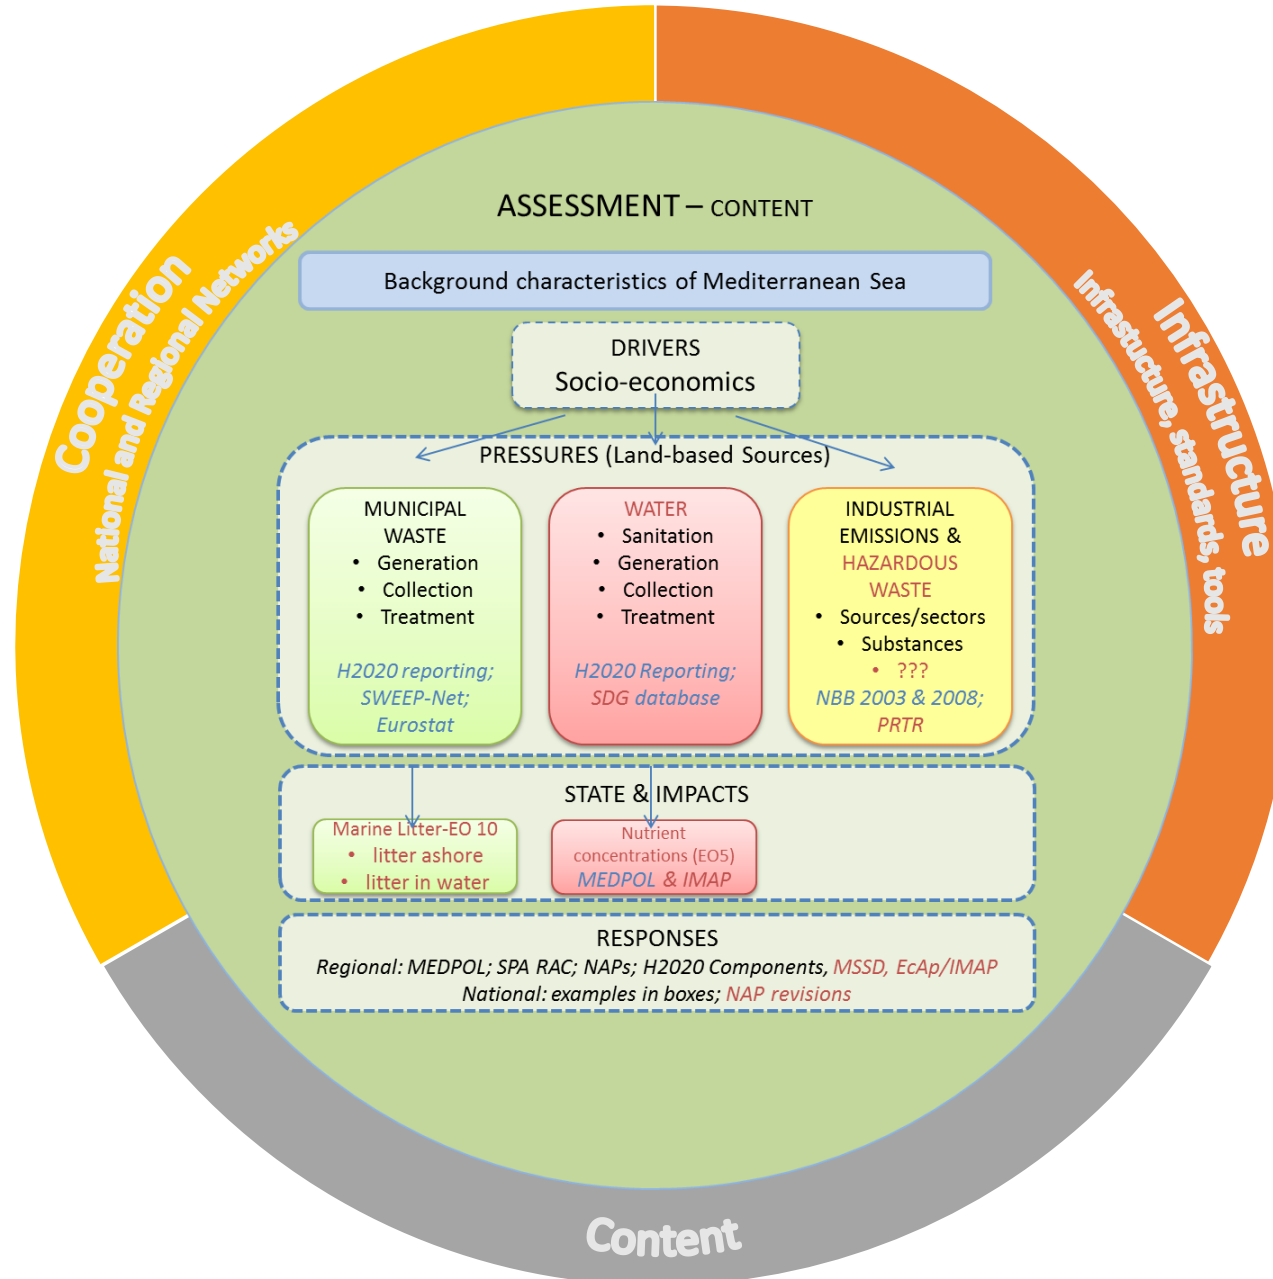 ASSESSMENT – CONTENT
Background characteristics of Mediterranean Sea
DRIVERS
Socio-economics
PRESSURES (Land-based Sources)
MUNICIPAL
WASTE
• Generation
• Collection
• Treatment
H2020 reporting;
SWEEP-Net;
Eurostat
WATER
• Sanitation
• Generation
• Collection
• Treatment
H2020 Reporting;
SDG database
INDUSTRIAL
EMISSIONS &
HAZARDOUS
WASTE
• Sources/sectors
• Substances
• ???
NBB 2003 & 2008;
PRTR
STATE & IMPACTS
Marine Litter-EO 10
• litter ashore
• litter in water
Nutrient
concentrations (EO5)
MEDPOL & IMAP
RESPONSES
Regional: MEDPOL; SPA RAC; NAPs; H2020 Components, MSSD, EcAp/IMAP
National: examples in boxes; NAP revisions
Cooperation
National and Regional Networks
Infrastructure
Infrastucture, standards, tools
Content